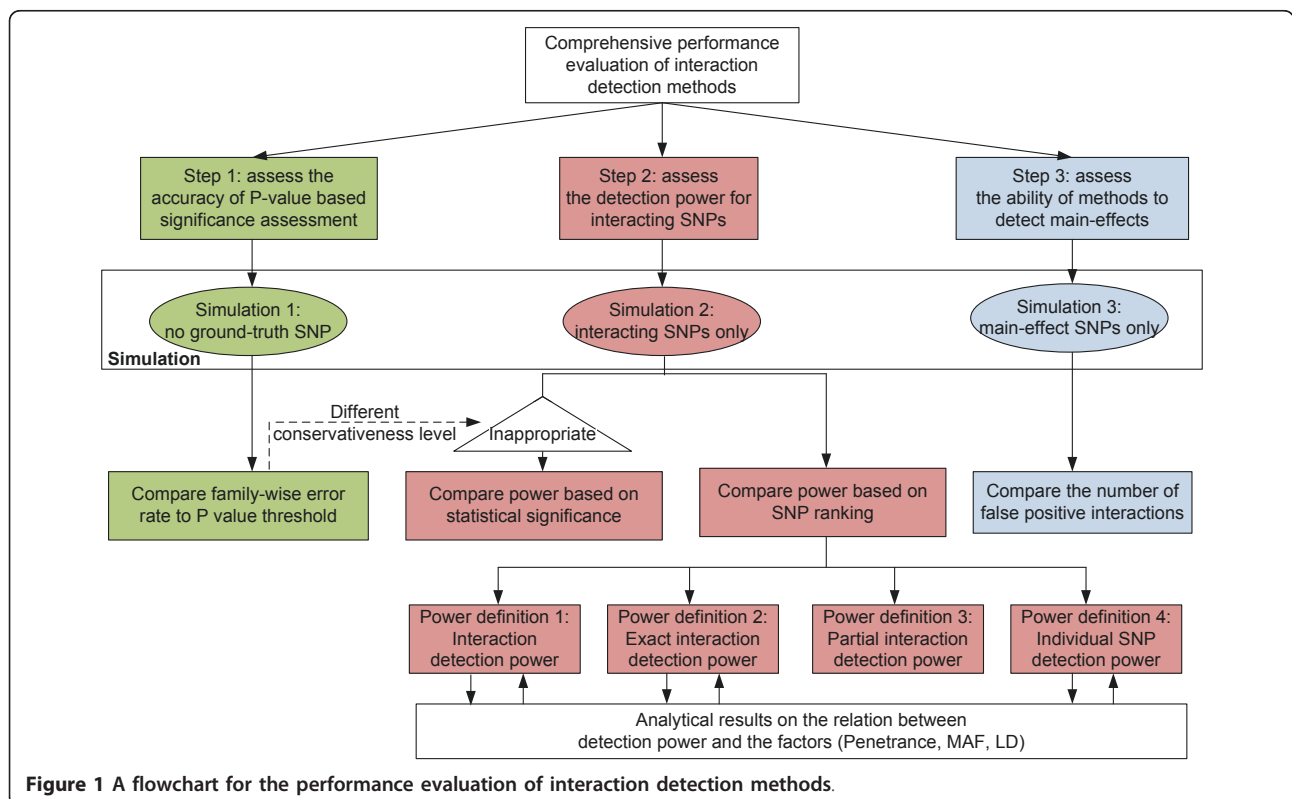 Comprehensive performance
evaluation of interaction
detection methods
Step 1: assess the
accuracy of P-value based
significance assessment
Step 2: assess
the detection power for
interacting SNPs
Step 3: assess
the ability of methods to
detect main-effects
Simulation 1:
no ground-truth SNP
Simulation 2:
interacting SNPs only
Simulation 3:
main-effect SNPs only
Simulation
Different
conservativeness level
Inappropriate
Compare family-wise error
rate to P value threshold
Compare power based on
statistical significance
Compare power based on
SNP ranking
Compare the number of
false positive interactions
Power definition 1:
Interaction
detection power
Power definition 2:
Exact interaction
detection power
Power definition 3:
Partial interaction
detection power
Power definition 4:
Individual SNP
detection power
Analytical results on the relation between
detection power and the factors (Penetrance, MAF, LD)
Figure 1 A flowchart for the performance evaluation of interaction detection methods.